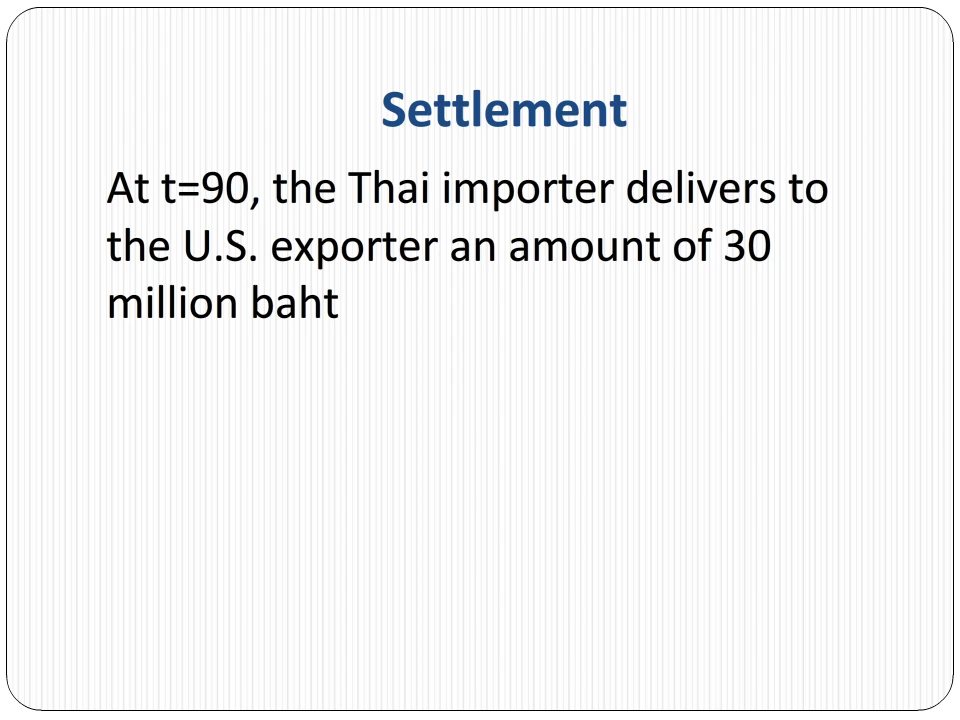 Settlement
At t=90, the Thai importer delivers to
the U.S. exporter an amount of 30
million baht